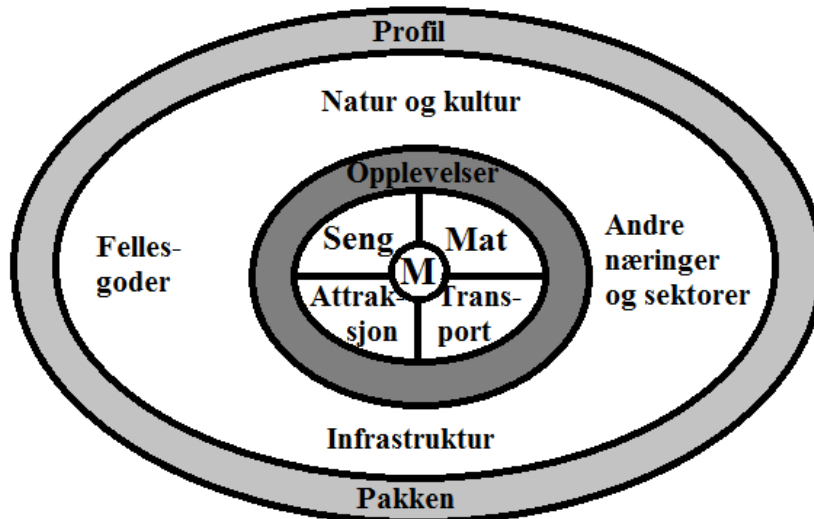 Profil
Natur og kultur
Opplevelser
Seng
Mat
Felles-
goder
Andre
næringer
og sektorer
M
Attrak-
sjon
Trans-
port
Infrastruktur
Pakken